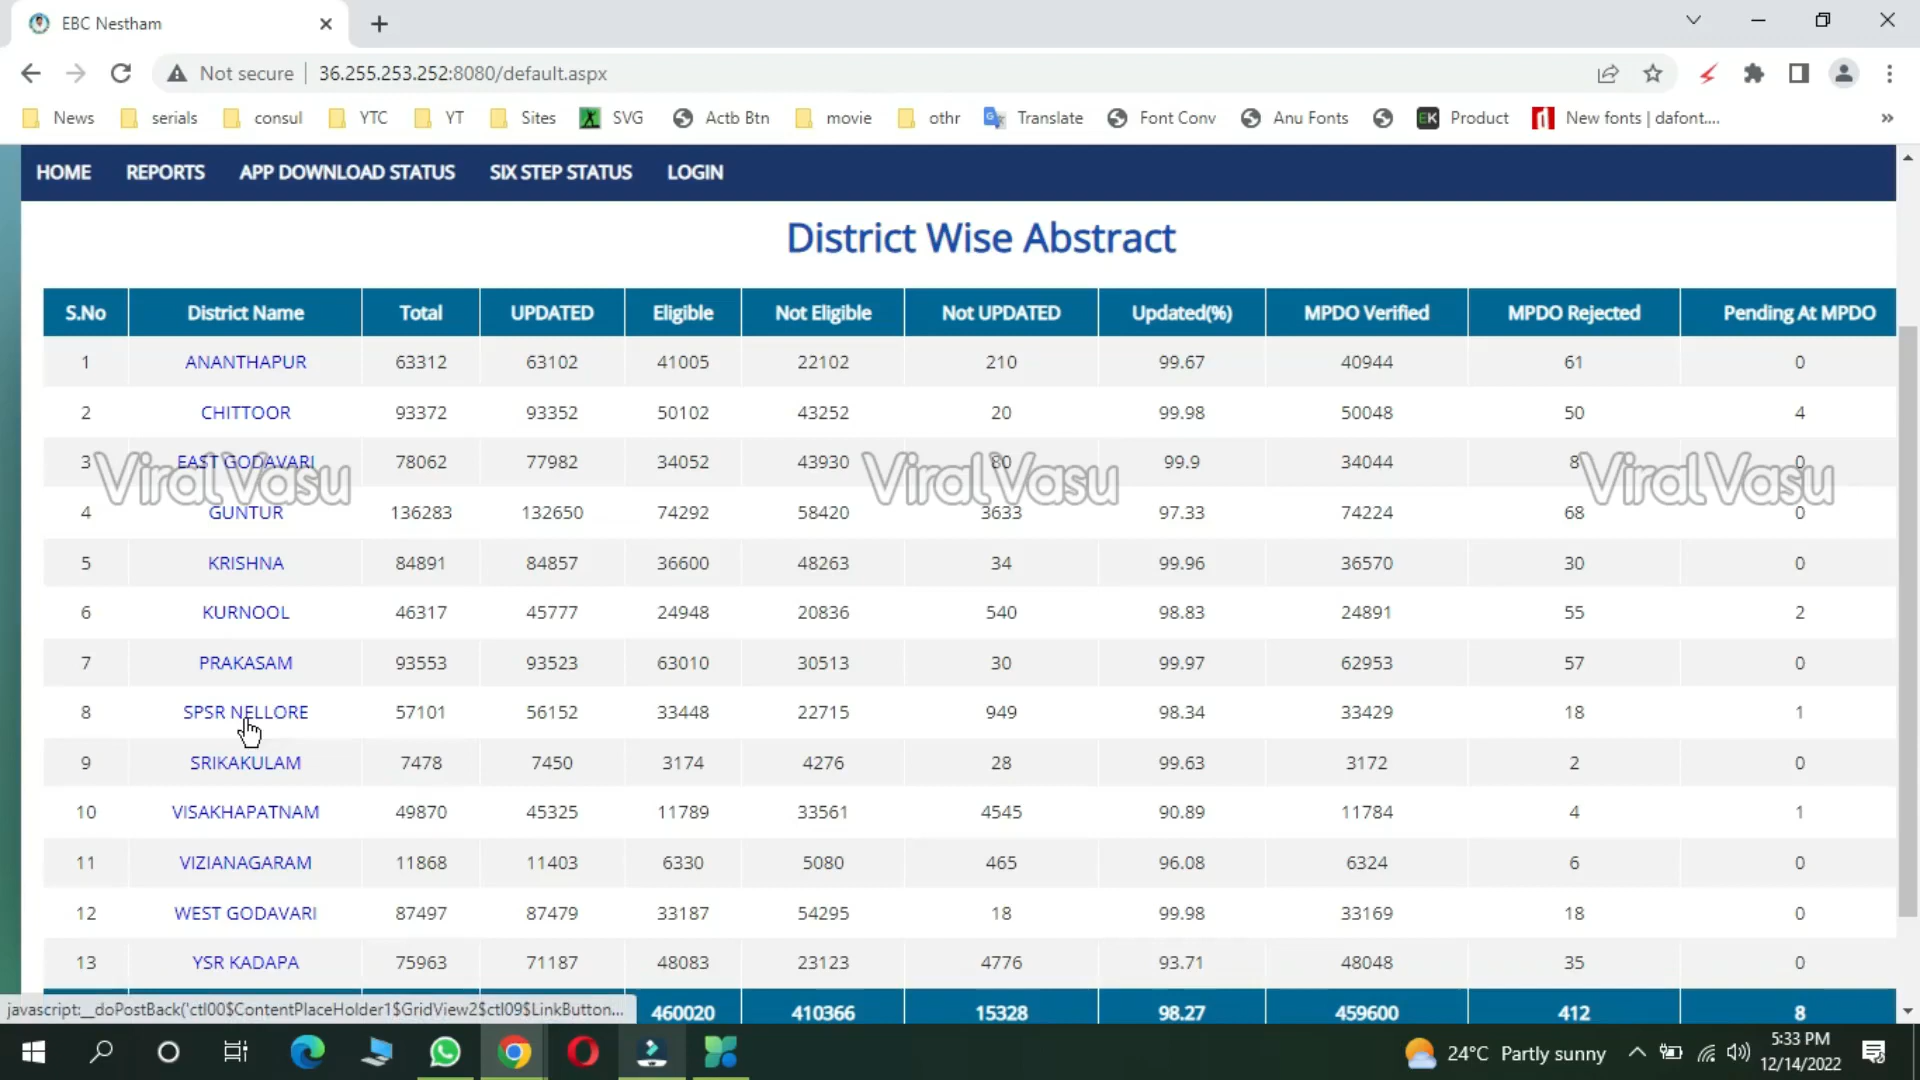 EBC Nestham
Not secure 36.255.253.252:8080/default.aspx
News serials consul YTC YT Sites SVG Actb Btn movie othr Translate Font Conv Anu Fonts EK Product New fonts | dafont....
HOME REPORTS APP DOWNLOAD STATUS SIX STEP STATUS LOGIN
District Wise Abstract
S.No District Name Total UPDATED Eligible Not Eligible Not UPDATED Updated(%) MPDO Verified MPDO Rejected Pending At MPDO
1 ANANTHAPUR 63312 63102 41005 22102 210 99.67 40944 61 0
2 CHITTOOR 93372 93352 50102 43252 20 99.98 50048 50 4
3 EAST GODAVARI 78062 77982 34052 43930 80 99.9 34044 8 0
Viral Vasu Viral Vasu Viral Vasu
4 GUNTUR 136283 132650 74292 58420 3633 97.33 74224 68 0
5 KRISHNA 84891 84857 36600 48263 34 99.96 36570 30 0
6 KURNOOL 46317 45777 24948 20836 540 98.83 24891 55 2
7 PRAKASAM 93553 93523 63010 30513 30 99.97 62953 57 0
8 SPSR NELLORE 57101 56152 33448 22715 949 98.34 33429 18 1
9 SRIKAKULAM 7478 7450 3174 4276 28 99.63 3172 2 0
10 VISAKHAPATNAM 49870 45325 11789 33561 4545 90.89 11784 4 1
11 VIZIANAGARAM 11868 11403 6330 5080 465 96.08 6324 6 0
12 WEST GODAVARI 87497 87479 33187 54295 18 99.98 33169 18 0
13 YSR KADAPA 75963 71187 48083 23123 4776 93.71 48048 35 0
javascript:__doPostBack('ctl00$ContentPlaceHolder1$GridView2$ctl09$LinkButton... 460020 410366 15328 98.27 459600 412 8
24°C Partly sunny 5:33 PM
12/14/2022